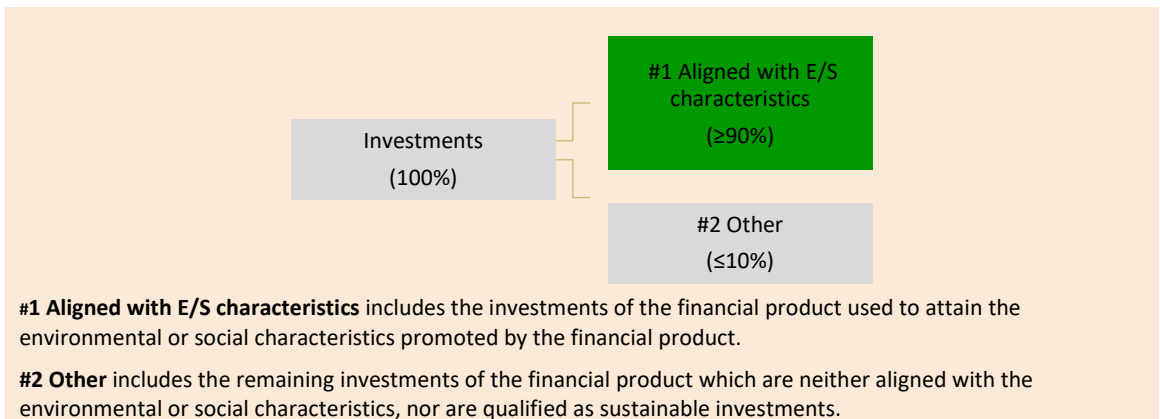 #1 Aligned with E/S
characteristics
(≥90%)
Investments
(100%)
#2 Other
(≤10%)
#1 Aligned with E/S characteristics includes the investments of the financial product used to attain the
environmental or social characteristics promoted by the financial product.
#2 Other includes the remaining investments of the financial product which are neither aligned with the
environmental or social characteristics, nor are qualified as sustainable investments.